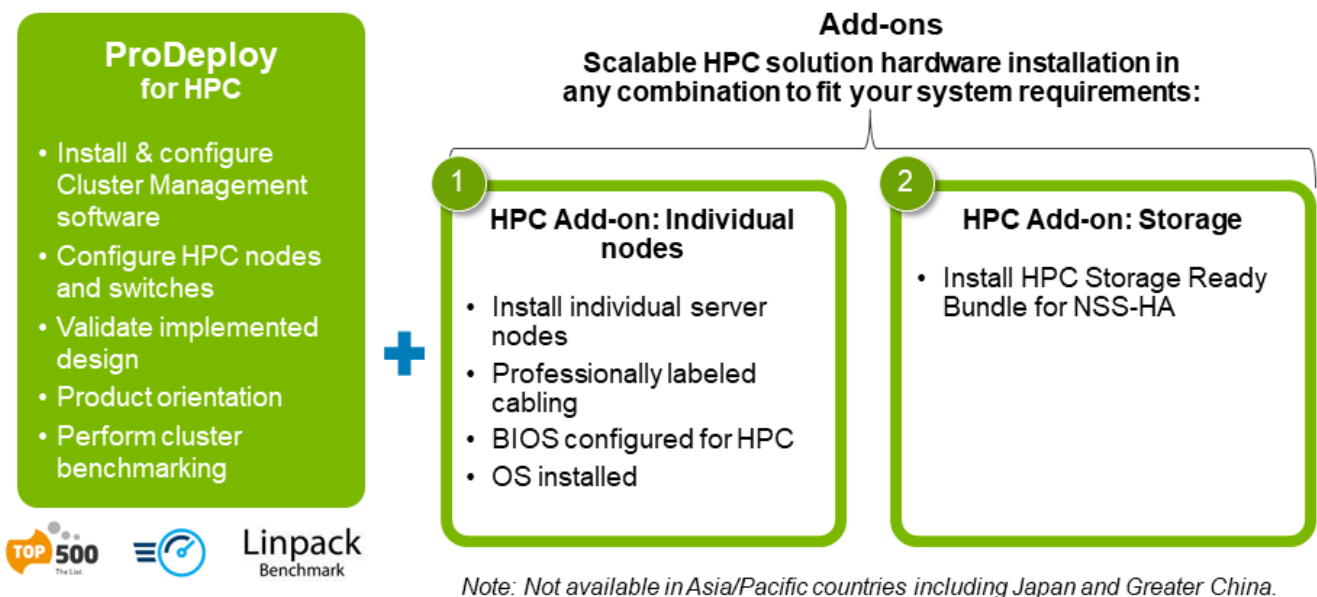 ProDeploy
for HPC
• Install & configure
Cluster Management
software
• Configure HPC nodes
and switches
• Validate implemented
design
• Product orientation
• Perform cluster
benchmarking
TOP 500
The List.
Linpack
Benchmark
Add-ons
Scalable HPC solution hardware installation in
any combination to fit your system requirements:
1
HPC Add-on: Individual
nodes
• Install individual server
nodes
• Professionally labeled
cabling
• BIOS configured for HPC
• OS installed
2
HPC Add-on: Storage
• Install HPC Storage Ready
Bundle for NSS-HA
Note: Not available in Asia/Pacific countries including Japan and Greater China.